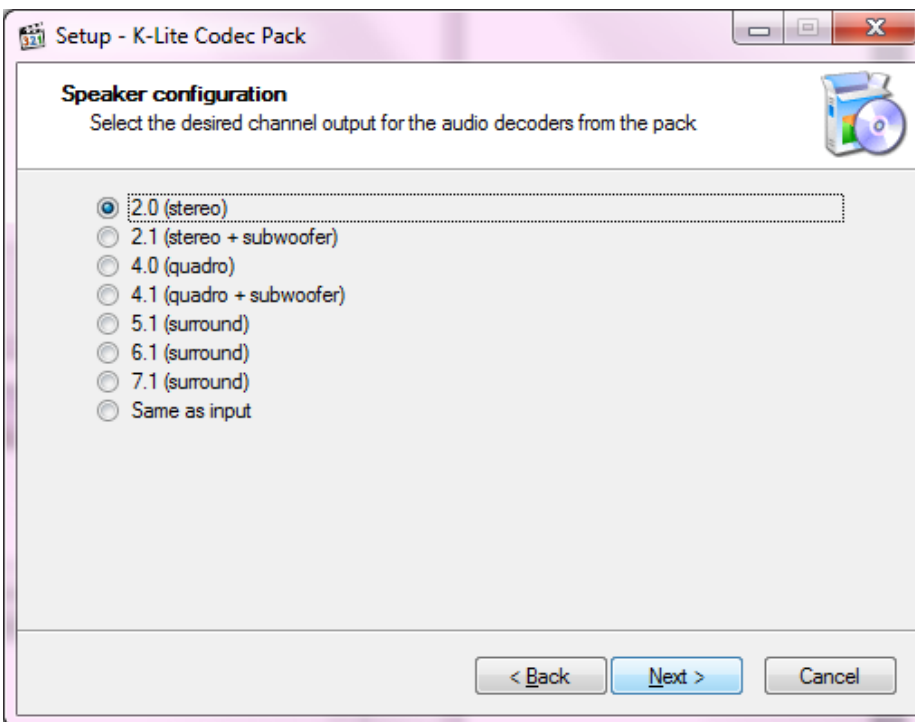 Setup - K-Lite Codec Pack
Speaker configuration
Select the desired channel output for the audio decoders from the pack
2.0 (stereo)
2.1 (stereo + subwoofer)
4.0 (quadro)
4.1 (quadro + subwoofer)
5.1 (surround)
6.1 (surround)
7.1 (surround)
Same as input
< Back Next > Cancel